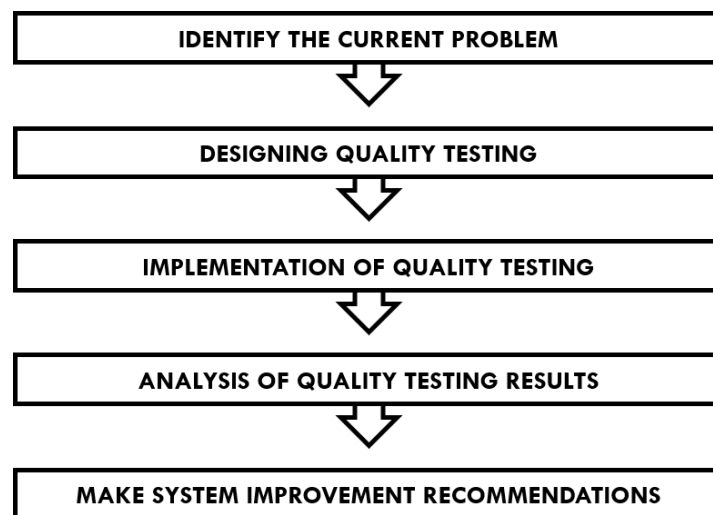 IDENTIFY THE CURRENT PROBLEM
DESIGNING QUALITY TESTING
IMPLEMENTATION OF QUALITY TESTING
ANALYSIS OF QUALITY TESTING RESULTS
MAKE SYSTEM IMPROVEMENT RECOMMENDATIONS